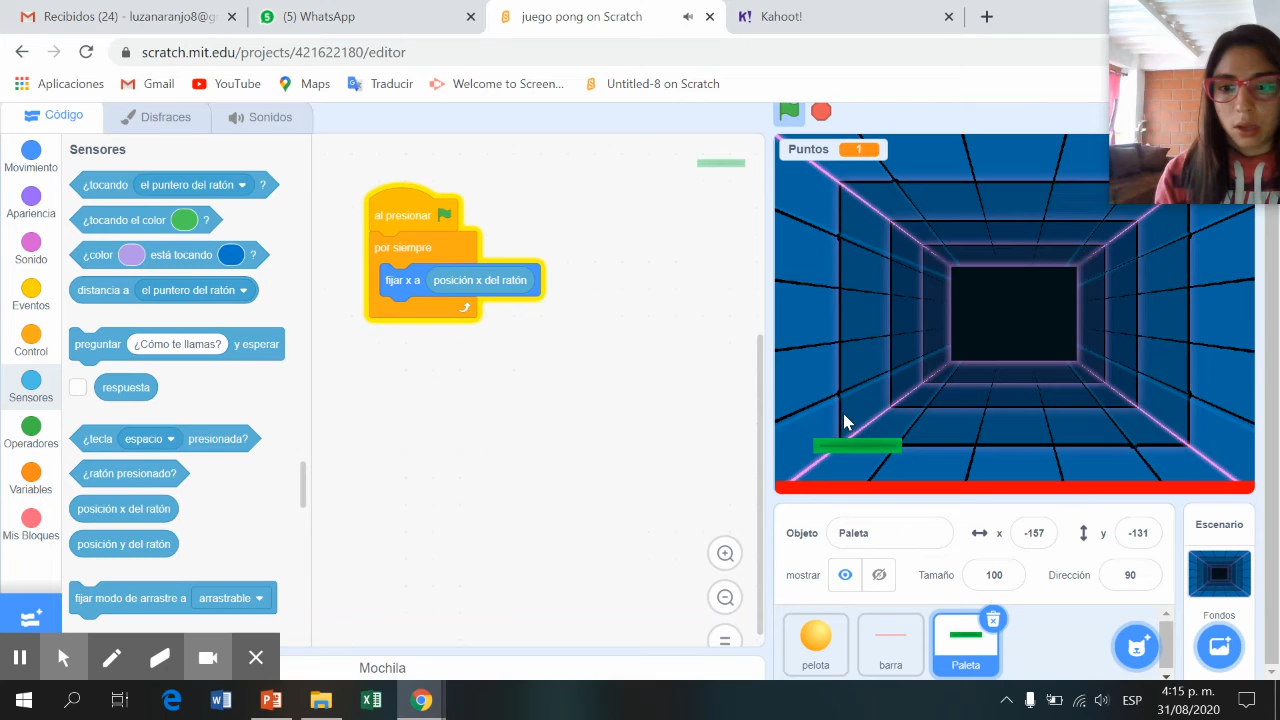 Recibidos (24) - luzanaranjo8@g
(5) WhatsApp
juego pong on Scratch
Kahoot!
scratch.mit.edu/projects/421622180/editor
Aplicaciones
Gmail
YouTube
Maps
Traducir
Welcome to Screen...
Untitled-8 on Scratch
Código
Disfraces
Sonidos
Movimiento
Apariencia
Sonido
Eventos
Control
Sensores
Operadores
Variables
Mis Bloques
Sensores
¿tocando el puntero del ratón ?
¿tocando el color ?
¿color está tocando ?
distancia a el puntero del ratón
preguntar ¿Cómo te llamas? y esperar
respuesta
¿tecla espacio presionada?
¿ratón presionado?
posición x del ratón
posición y del ratón
fijar modo de arrastre a arrastrable
al presionar
por siempre
fijar x a posición x del ratón
Mochila
Puntos 1
Objeto Paleta x -157 y -131
mostrar Tamaño 100 Dirección 90
pelota
barra
Paleta
Escenario
Fondos
ESP
4:15 p. m.
31/08/2020